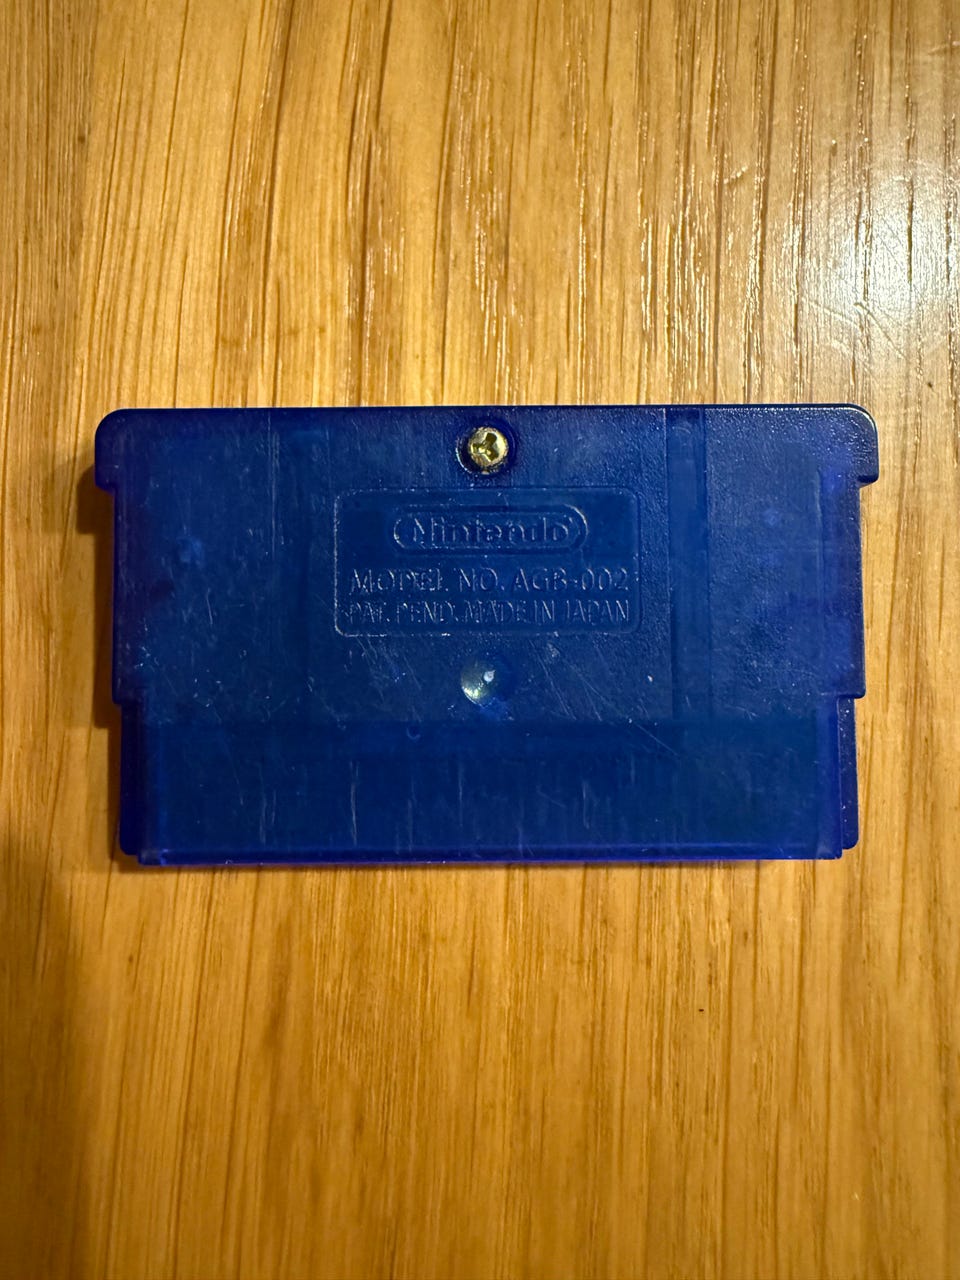 Nintendo
MODEL NO. AGB-002
PAT. PEND. MADE IN JAPAN